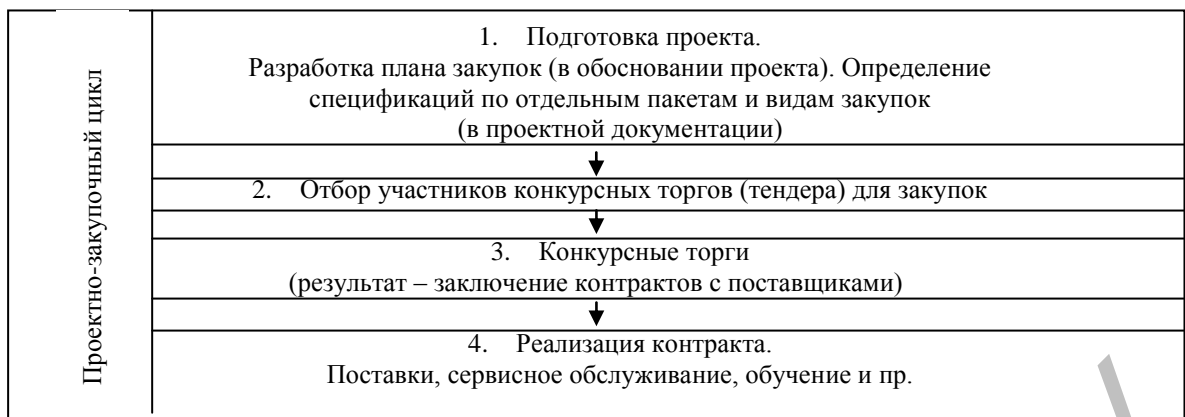 Проектно-закупочный цикл
1. Подготовка проекта.
Разработка плана закупок (в обосновании проекта). Определение
спецификаций по отдельным пакетам и видам закупок
(в проектной документации)
2. Отбор участников конкурсных торгов (тендера) для закупок
3. Конкурсные торги
(результат – заключение контрактов с поставщиками)
4. Реализация контракта.
Поставки, сервисное обслуживание, обучение и пр.